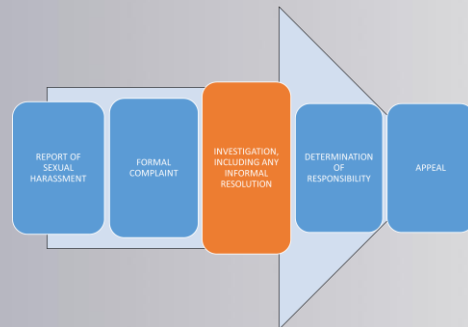 REPORT OF
SEXUAL
HARASSMENT
FORMAL
COMPLAINT
INVESTIGATION,
INCLUDING ANY
INFORMAL
RESOLUTION
DETERMINATION
OF
RESPONSIBILITY
APPEAL